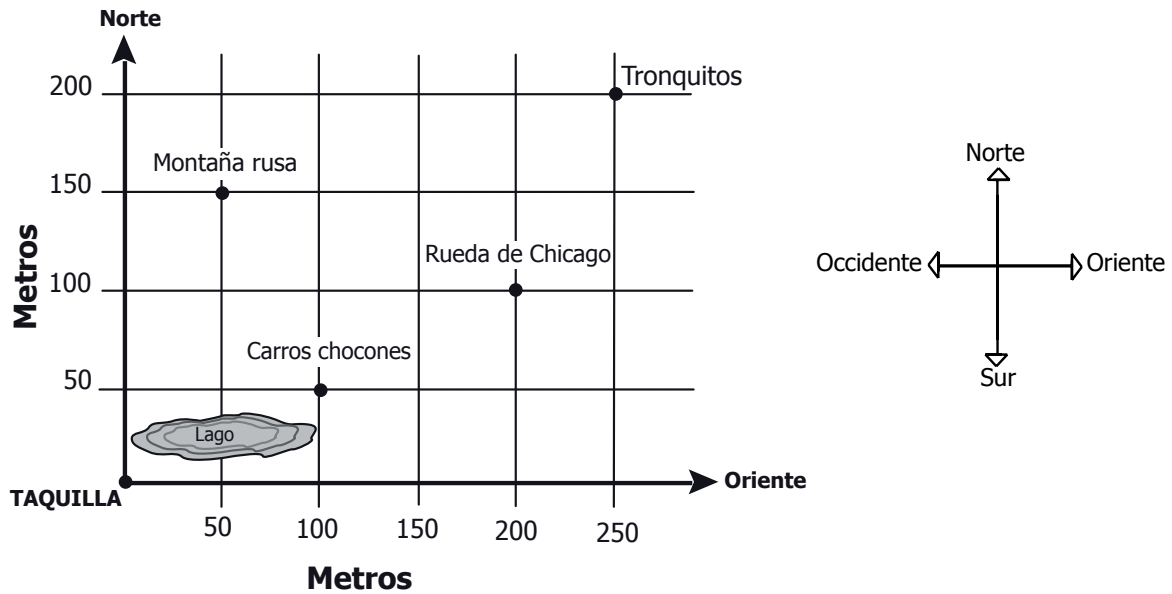 Norte
200
Tronquitos
Montaña rusa
150
Norte
Rueda de Chicago
Occidente
Oriente
100
Metros
Carros chocones
50
Sur
Lago
TAQUILLA
Oriente
50
100
150
200
250
Metros